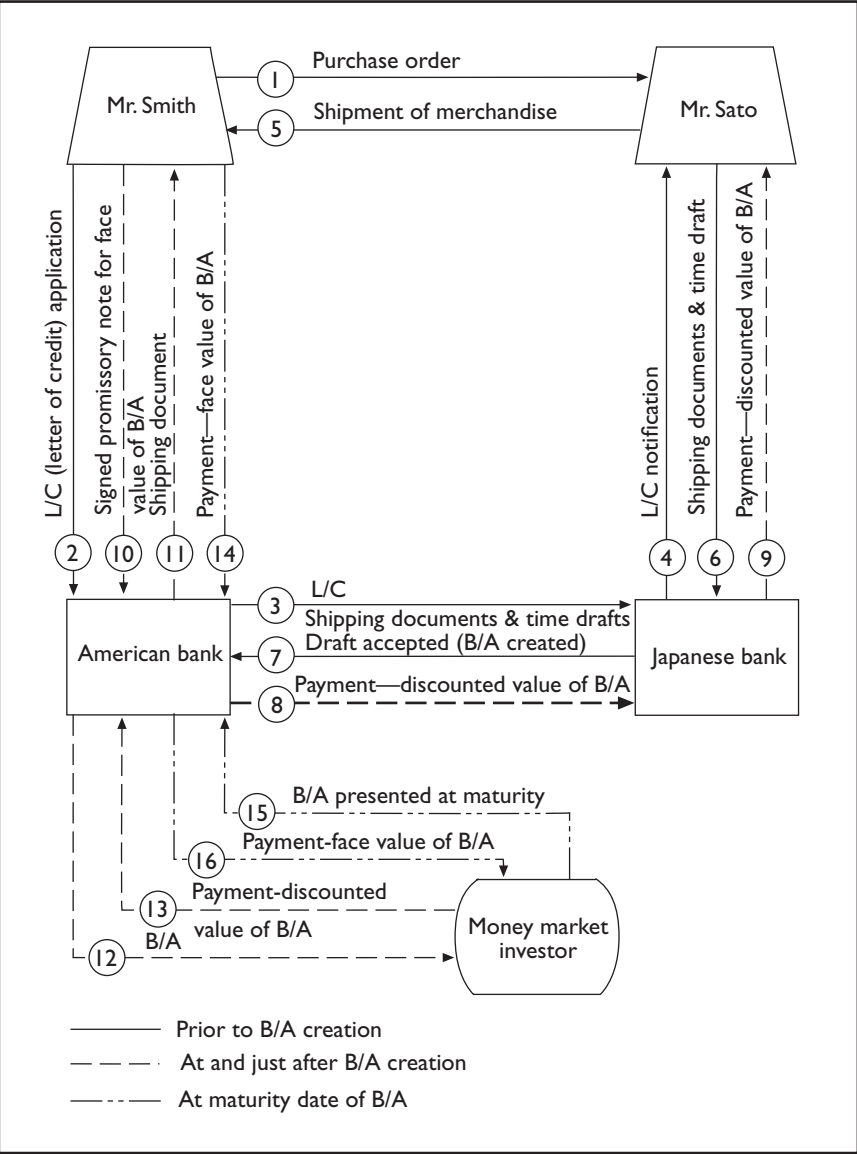 Mr. Smith
1
Purchase order
5
Shipment of merchandise
Mr. Sato
L/C (letter of credit) application
2
Signed promissory note for face
value of B/A
10
Shipping document
11
Payment—face value of B/A
14
L/C notification
4
Shipping documents & time draft
6
Payment—discounted value of B/A
9
American bank
3
L/C
Shipping documents & time drafts
7
Draft accepted (B/A created)
8
Payment—discounted value of B/A
Japanese bank
15
B/A presented at maturity
16
Payment-face value of B/A
13
Payment-discounted
value of B/A
12
B/A
Money market
investor
Prior to B/A creation
At and just after B/A creation
At maturity date of B/A